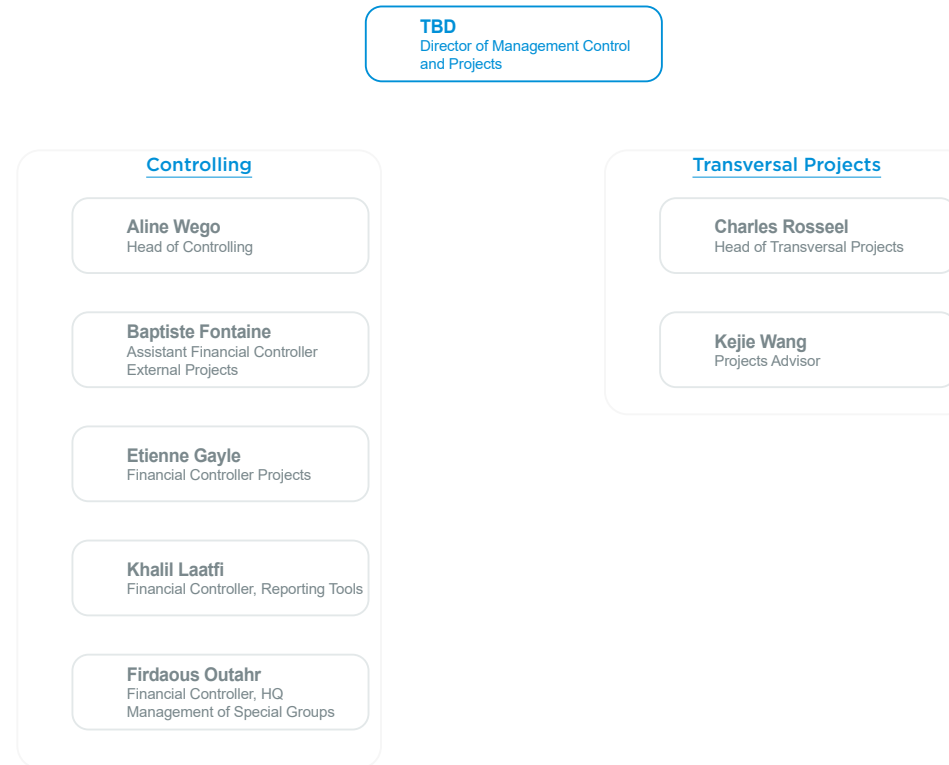 TBD
Director of Management Control
and Projects
Controlling
Aline Wego
Head of Controlling
Baptiste Fontaine
Assistant Financial Controller
External Projects
Etienne Gayle
Financial Controller Projects
Khalil Laatfi
Financial Controller, Reporting Tools
Firdaous Outahr
Financial Controller, HQ
Management of Special Groups
Transversal Projects
Charles Rosseel
Head of Transversal Projects
Kejie Wang
Projects Advisor